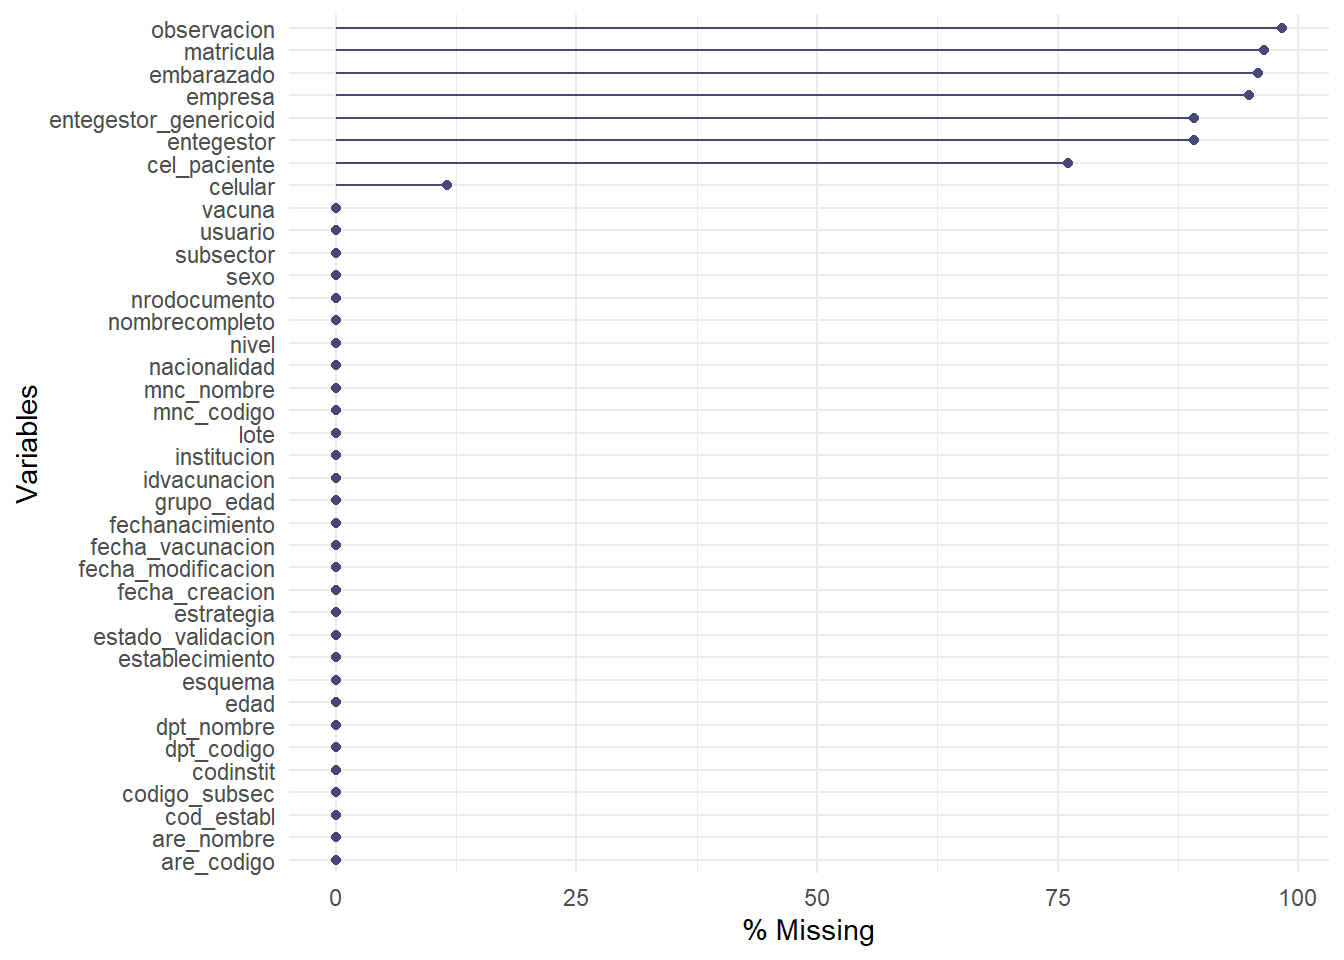 observacion
matricula
embarazado
empresa
entegestor_genericoid
entegestor
cel_paciente
celular
vacuna
usuario
subsector
sexo
nrodocumento
nombrecompleto
nivel
nacionalidad
mnc_nombre
mnc_codigo
lote
institucion
idvacunacion
grupo_edad
fechanacimiento
fecha_vacunacion
fecha_modificacion
fecha_creacion
estrategia
estado_validacion
establecimiento
esquema
edad
dpt_nombre
dpt_codigo
codinstit
codigo_subsec
cod_establ
are_nombre
are_codigo
Variables
0 25 50 75 100
% Missing